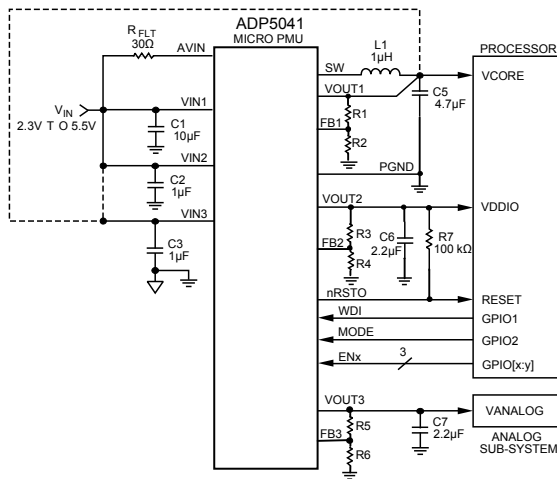 ADP5041
MICRO PMU
PROCESSOR
RFLT
30Ω
AVIN
VIN
2.3V T O 5.5V
VIN1
C1
10µF
VIN2
C2
1µF
VIN3
C3
1µF
SW
L1
1µH
VOUT1
R1
FB1
R2
C5
4.7µF
PGND
VCORE
VOUT2
R3
FB2
R4
C6
2.2µF
R7
100 kΩ
VDDIO
nRSTO
RESET
WDI
GPIO1
MODE
GPIO2
ENx
3
GPIO[x:y]
VOUT3
R5
FB3
R6
C7
2.2µF
VANALOG
ANALOG
SUB-SYSTEM